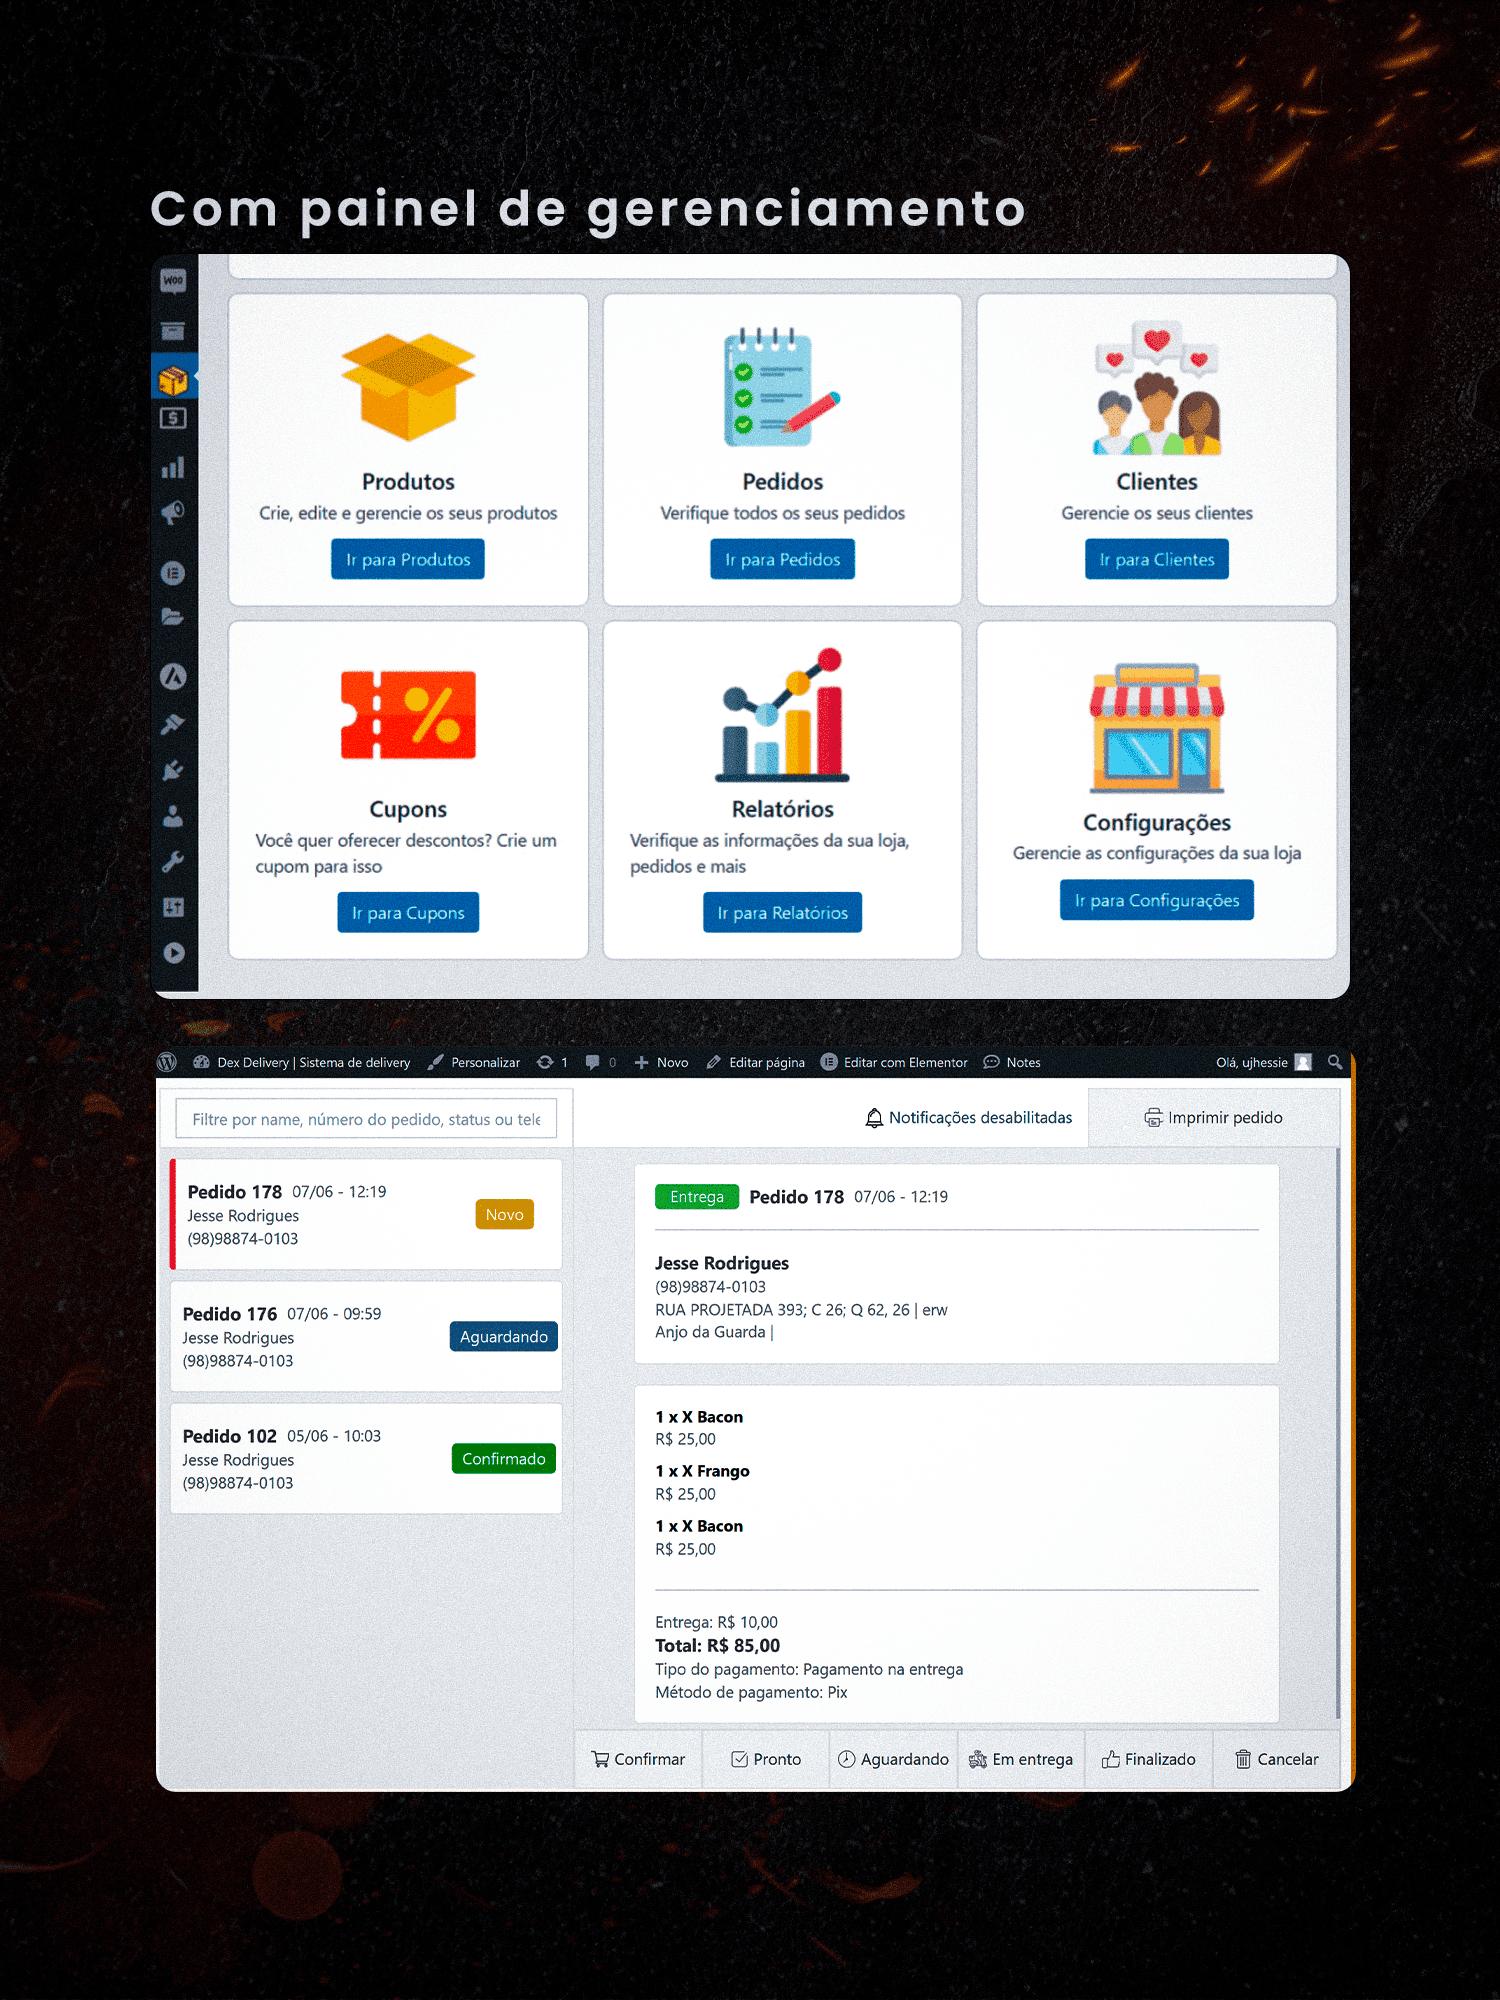 Com painel de gerenciamento
Woo
Produtos
Crie, edite e gerencie os seus produtos
Ir para Produtos
Pedidos
Verifique todos os seus pedidos
Ir para Pedidos
Clientes
Gerencie os seus clientes
Ir para Clientes
Cupons
Você quer oferecer descontos? Crie um
cupom para isso
Ir para Cupons
Relatórios
Verifique as informações da sua loja,
pedidos e mais
Ir para Relatórios
Configurações
Gerencie as configurações da sua loja
Ir para Configurações
Dex Delivery | Sistema de delivery Personalizar 1 0 Novo Editar página Editar com Elementor Notes Olá, ujhessie
Filtre por name, número do pedido, status ou tele
Notificações desabilitadas
Imprimir pedido
Pedido 178 07/06 - 12:19
Jesse Rodrigues
(98)98874-0103
Novo
Pedido 176 07/06 - 09:59
Jesse Rodrigues
(98)98874-0103
Aguardando
Pedido 102 05/06 - 10:03
Jesse Rodrigues
(98)98874-0103
Confirmado
Entrega Pedido 178 07/06 - 12:19
Jesse Rodrigues
(98)98874-0103
RUA PROJETADA 393; C 26; Q 62, 26 | erw
Anjo da Guarda |
1 x X Bacon
R$ 25,00
1 x X Frango
R$ 25,00
1 x X Bacon
R$ 25,00
Entrega: R$ 10,00
Total: R$ 85,00
Tipo do pagamento: Pagamento na entrega
Método de pagamento: Pix
Confirmar Pronto Aguardando Em entrega Finalizado Cancelar